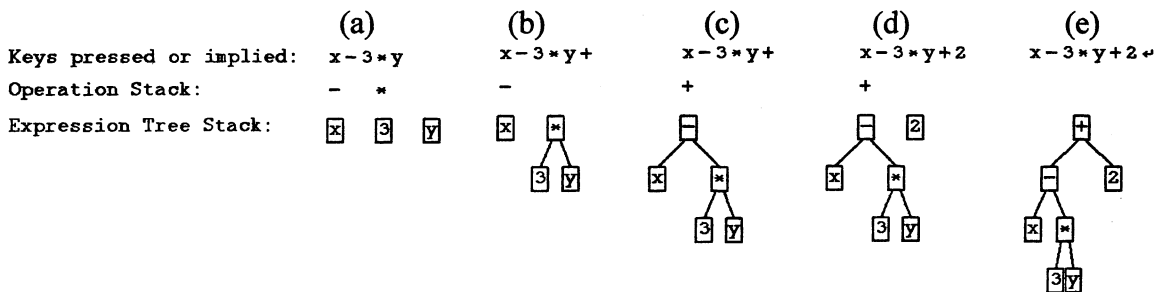 (a) (b) (c) (d) (e)
Keys pressed or implied: x-3*y x-3*y+ x-3*y+ x-3*y+2 x-3*y+2↵
Operation Stack: - * - + +
Expression Tree Stack: x 3 y x * - - 2 +
3 y x * x * - 2
3 y 3 y x *
3 y